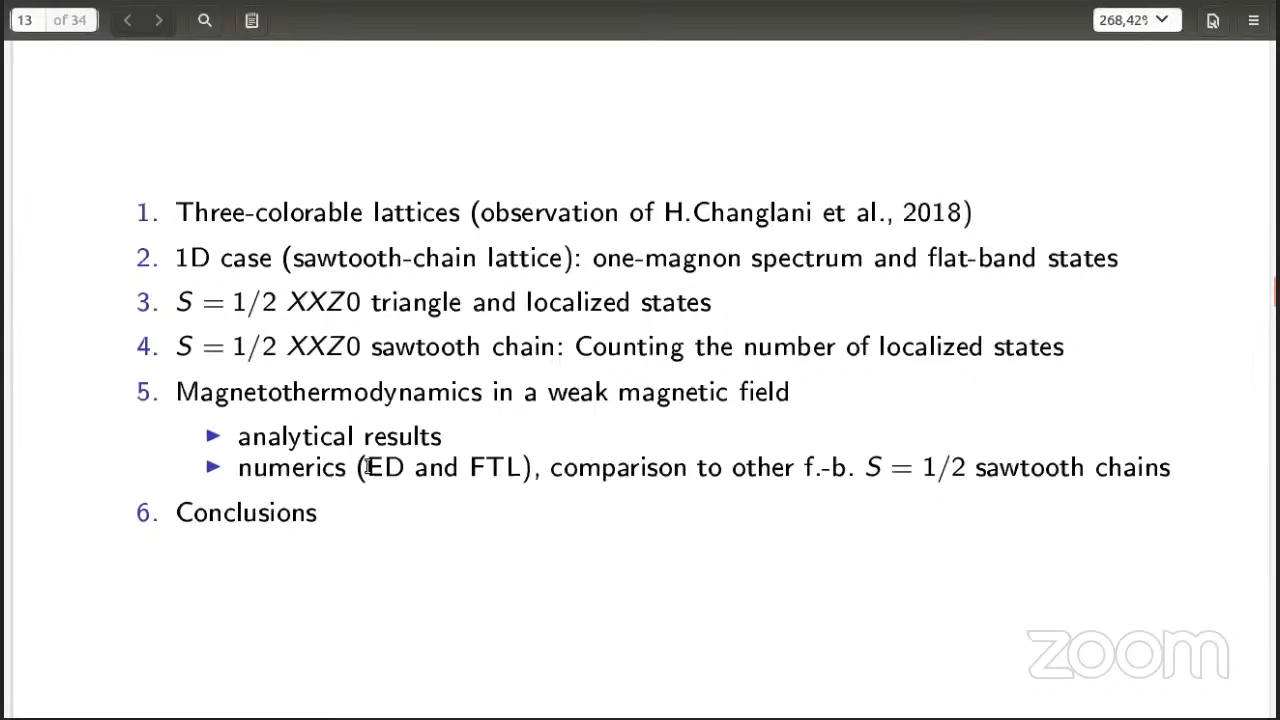 13 of 34
268,42%
1. Three-colorable lattices (observation of H.Changlani et al., 2018)
2. 1D case (sawtooth-chain lattice): one-magnon spectrum and flat-band states
3. S = 1/2 XXZ0 triangle and localized states
4. S = 1/2 XXZ0 sawtooth chain: Counting the number of localized states
5. Magnetothermodynamics in a weak magnetic field
▶ analytical results
▶ numerics (ED and FTL), comparison to other f.-b. S = 1/2 sawtooth chains
6. Conclusions
zoom